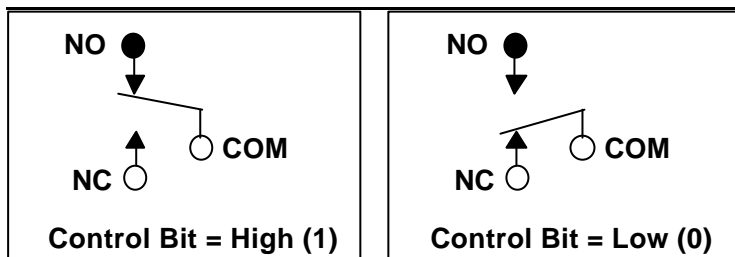 NO
COM
NC
Control Bit = High (1)
NO
COM
NC
Control Bit = Low (0)